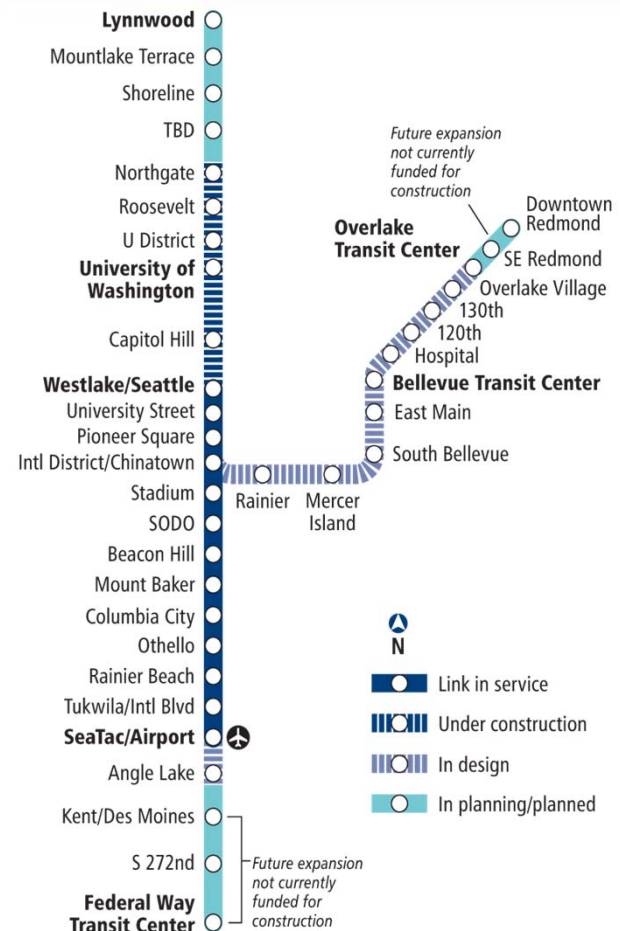 Lynnwood
Mountlake Terrace
Shoreline
TBD
Northgate
Roosevelt
U District
University of
Washington
Capitol Hill
Westlake/Seattle
University Street
Pioneer Square
Intl District/Chinatown
Stadium
SODO
Beacon Hill
Mount Baker
Columbia City
Othello
Rainier Beach
Tukwila/Intl Blvd
SeaTac/Airport
Angle Lake
Kent/Des Moines
S 272nd
Federal Way
Transit Center
Future expansion
not currently
funded for
construction
Future expansion
not currently
funded for
construction
Downtown
Redmond
Overlake
Transit Center
SE Redmond
Overlake Village
130th
120th
Hospital
Bellevue Transit Center
East Main
South Bellevue
Rainier
Mercer
Island
N
Link in service
Under construction
In design
In planning/planned